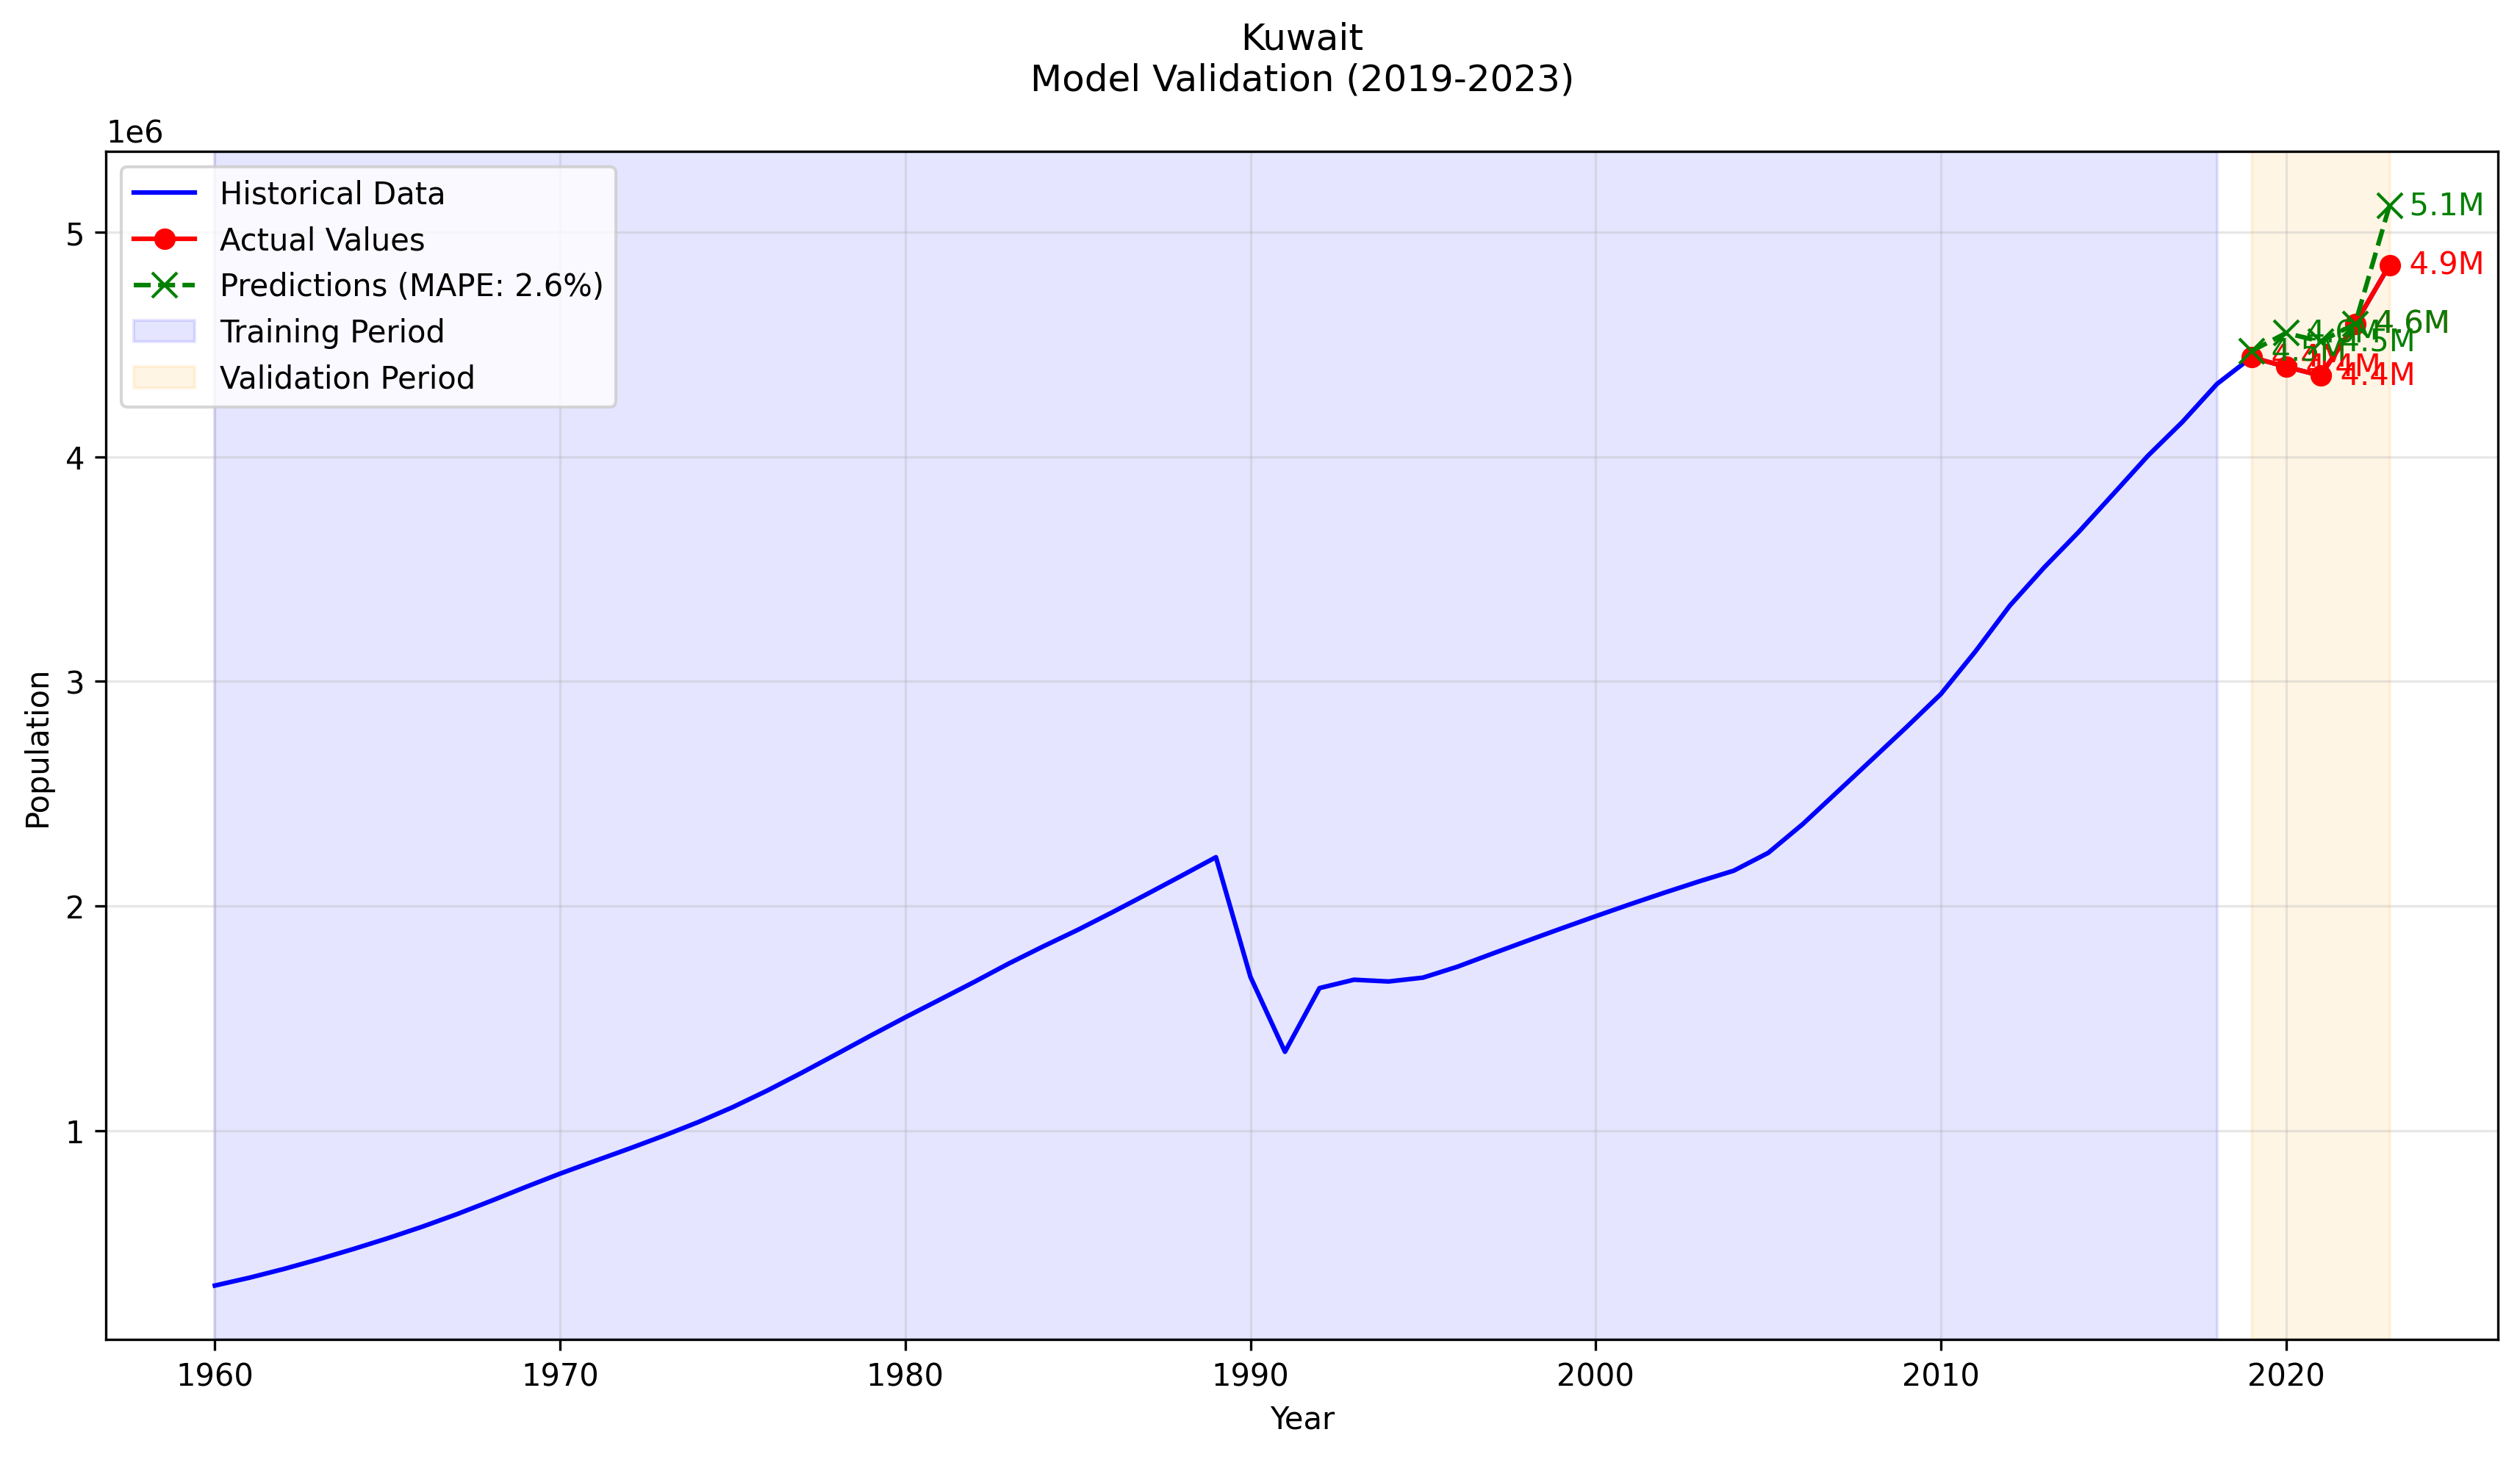 Kuwait
Model Validation (2019-2023)
1e6
Historical Data
Actual Values
Predictions (MAPE: 2.6%)
Training Period
Validation Period
5.1M
4.9M
4.6M
4.5M
4.4M
5
4
3
2
1
Population
1960
1970
1980
1990
2000
2010
2020
Year